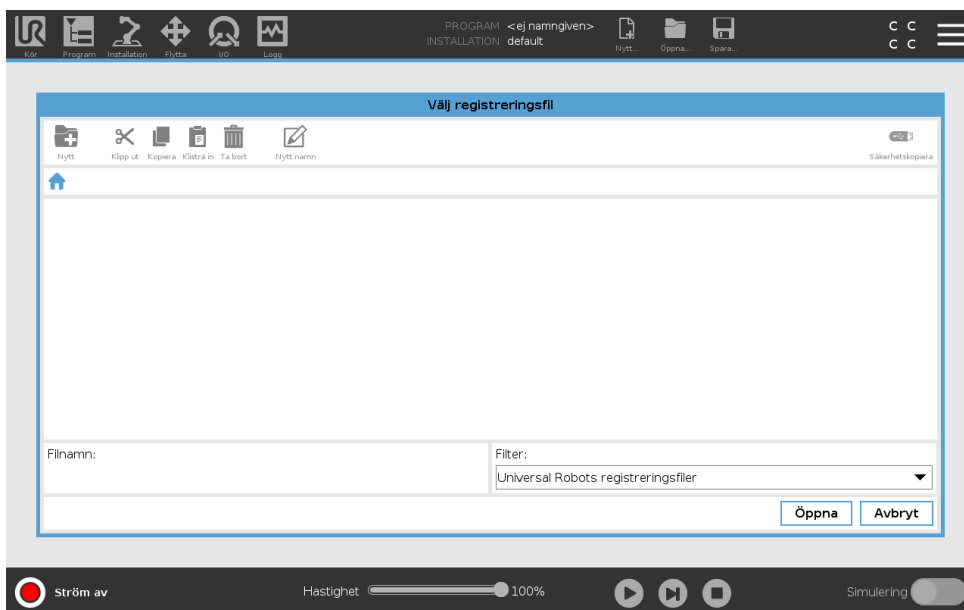 UR
PROGRAM <ej namngiven>
INSTALLATION default
Kör Program Installation Flytta I/O Logg
Nytt... Öppna... Spara...
C C
C C
Välj registreringsfil
Nytt Klipp ut Kopiera Klistra in Ta bort Nytt namn Säkerhetskopiera
Filnamn:
Filter:
Universal Robots registreringsfiler
Öppna Avbryt
Ström av Hastighet 100% Simulering